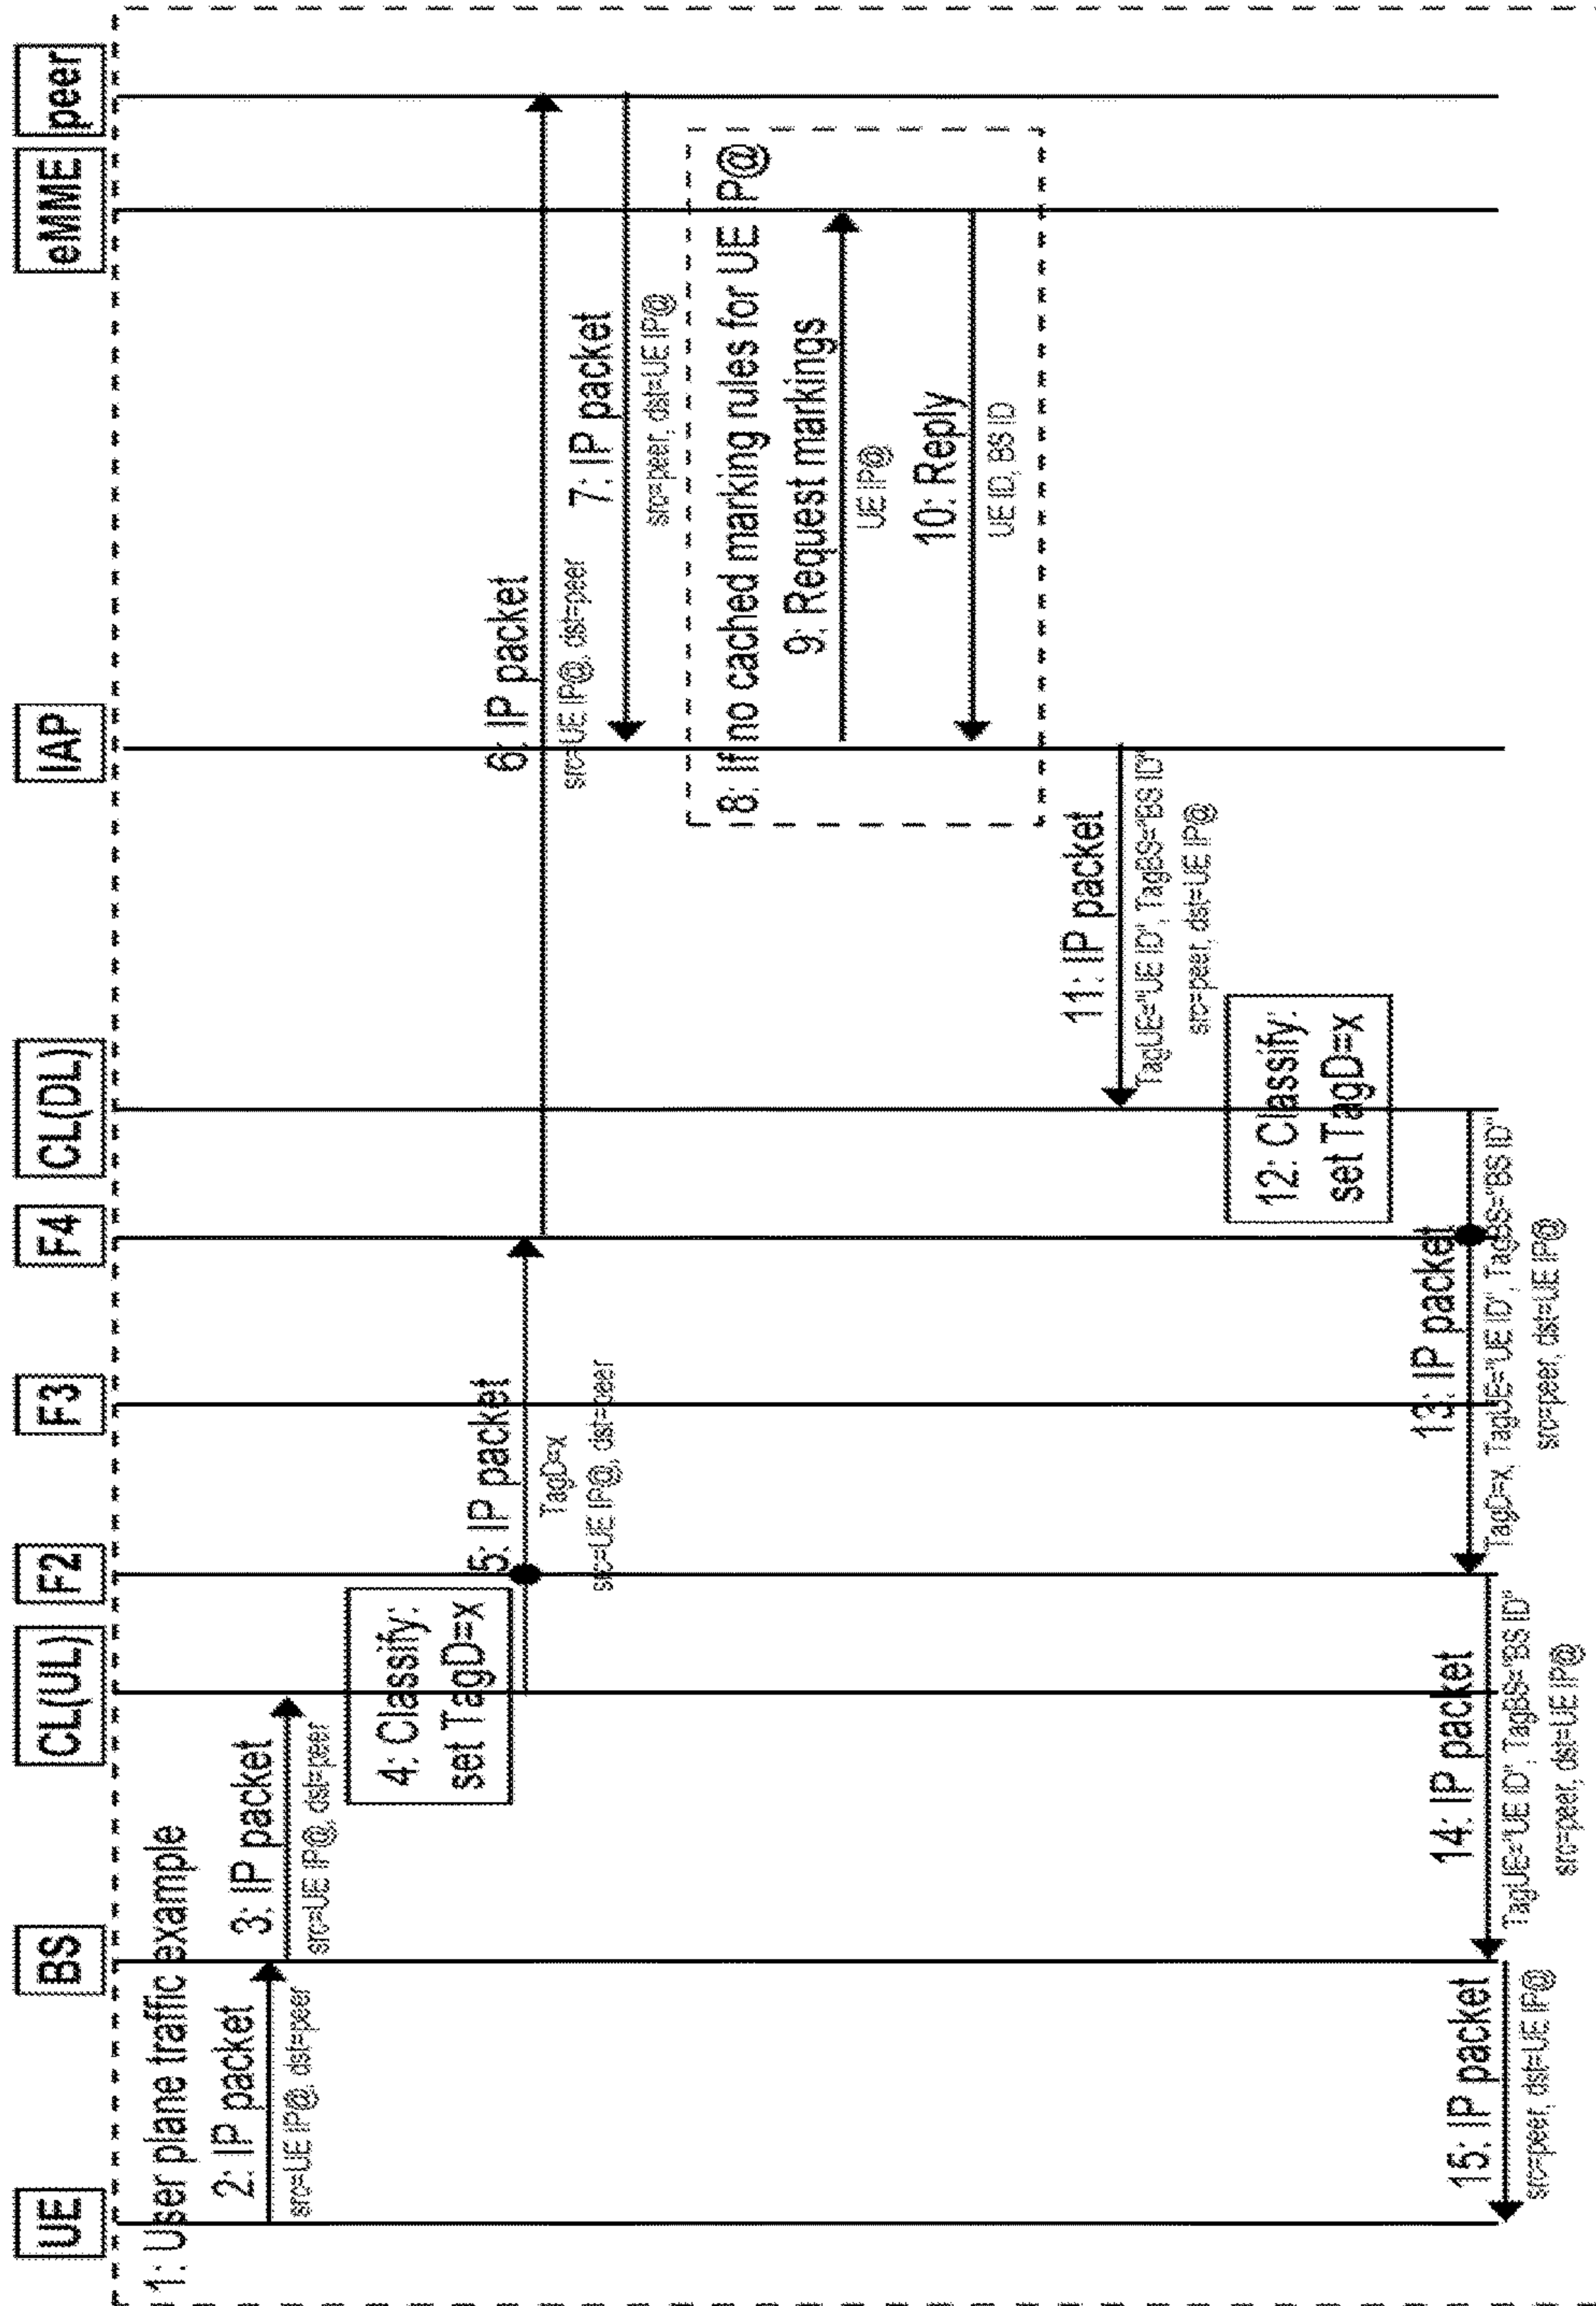 UE
BS
CL(UL)
F2
F3
F4
CL(DL)
IAP
eMME
peer
1: User plane traffic example
2: IP packet
src=UE IP@, dst=peer
3: IP packet
src=UE IP@, dst=peer
4: Classify:
set TagD=x
5: IP packet
TagD=x
src=UE IP@, dst=peer
6: IP packet
src=UE IP@, dst=peer
7: IP packet
src=peer, dst=UE IP@
8: If no cached marking rules for UE IP@
9: Request markings
UE IP@
10: Reply
UE ID, BS ID
11: IP packet
TagUE="UE ID", TagBS="BS ID"
src=peer, dst=UE IP@
12: Classify:
set TagD=x
13: IP packet
TagD=x, TagUE="UE ID", TagBS="BS ID"
src=peer, dst=UE IP@
14: IP packet
TagUE="UE ID", TagBS="BS ID"
src=peer, dst=UE IP@
15: IP packet
src=peer, dst=UE IP@